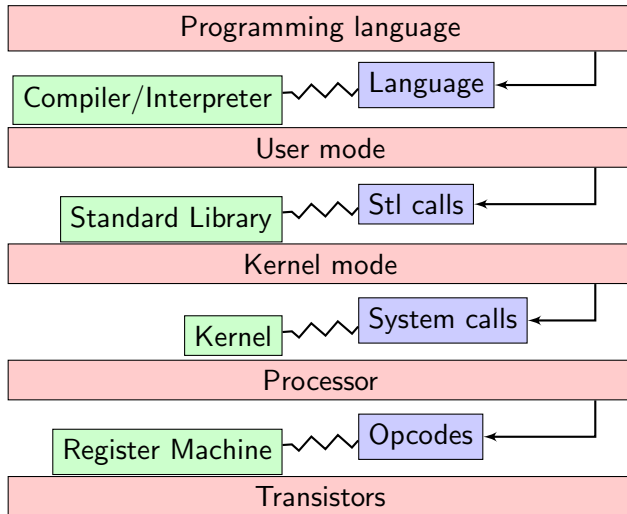 Programming language
Language
Compiler/Interpreter
User mode
Stl calls
Standard Library
Kernel mode
System calls
Kernel
Processor
Opcodes
Register Machine
Transistors